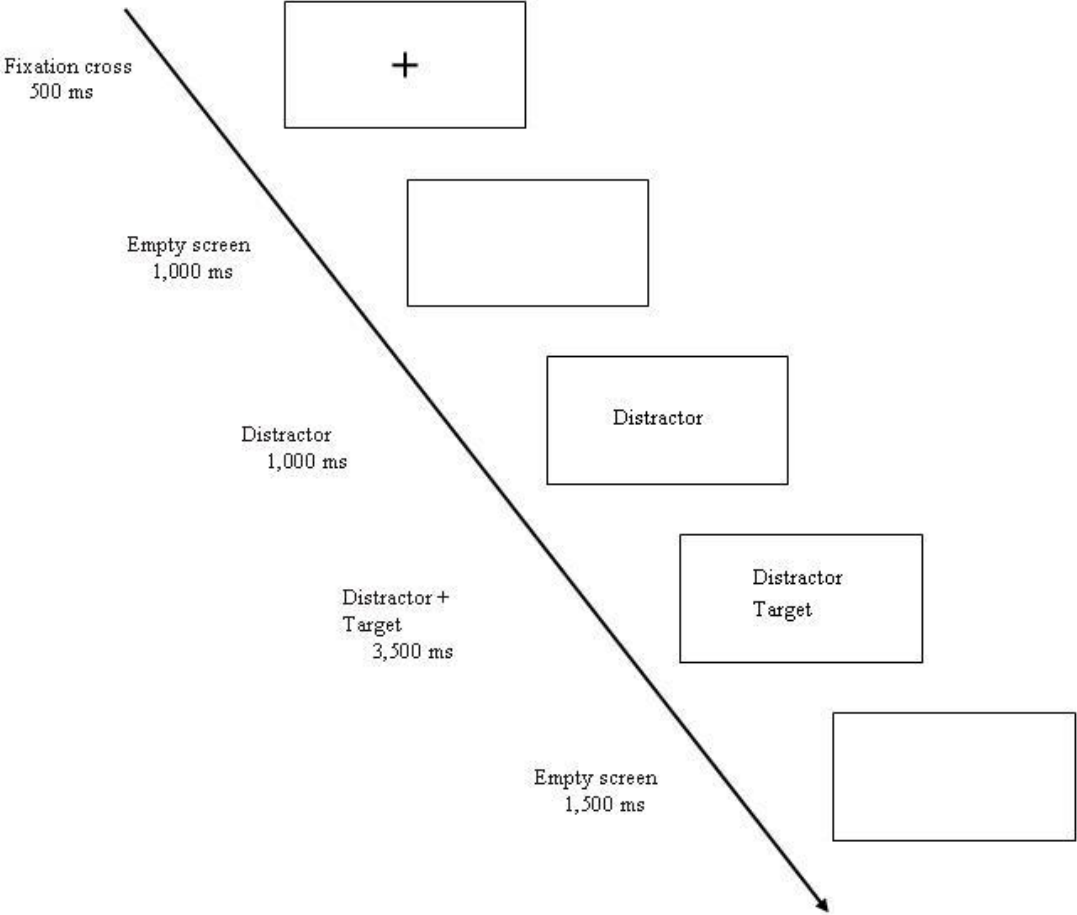 +
Fixation cross
500 ms
Empty screen
1,000 ms
Distractor
Distractor
1,000 ms
Distractor
Target
Distractor +
Target
3,500 ms
Empty screen
1,500 ms